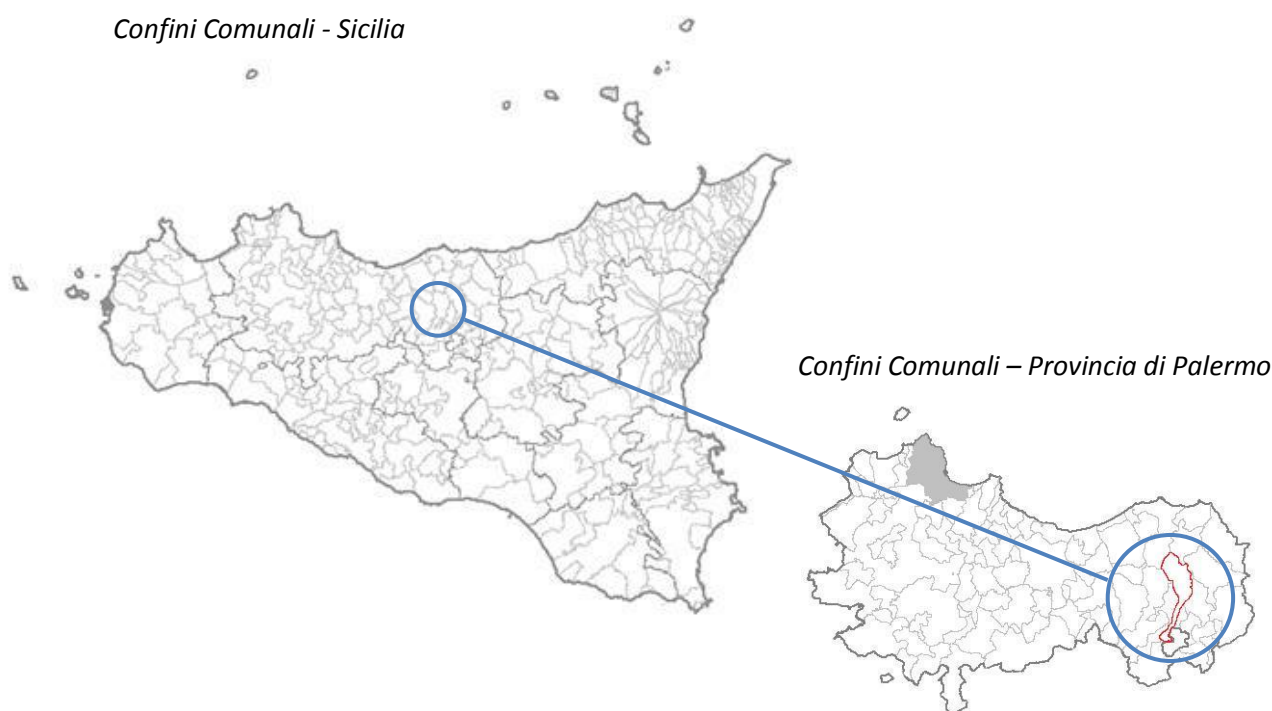 Confini Comunali - Sicilia
Confini Comunali – Provincia di Palermo